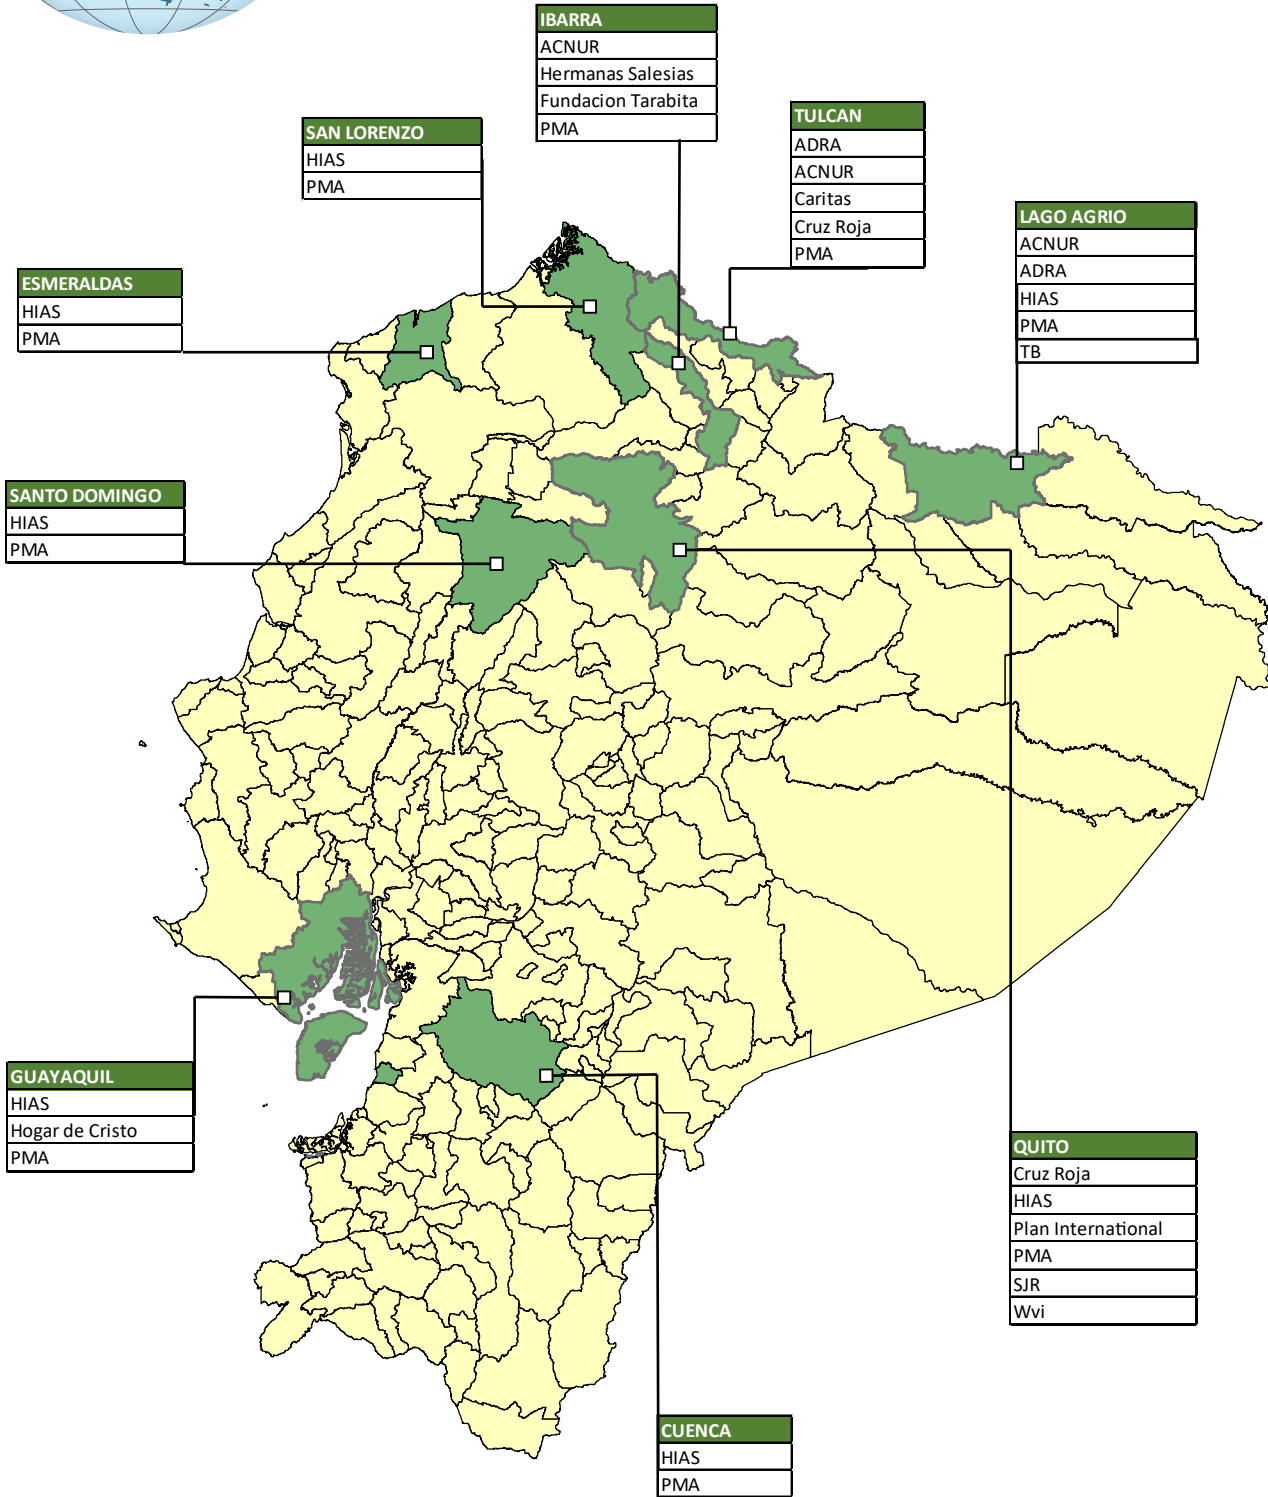 IBARRA
ACNUR
Hermanas Salesias
Fundacion Tarabita
PMA
TULCAN
ADRA
ACNUR
Caritas
Cruz Roja
PMA
SAN LORENZO
HIAS
PMA
LAGO AGRIO
ACNUR
ADRA
HIAS
PMA
TB
ESMERALDAS
HIAS
PMA
SANTO DOMINGO
HIAS
PMA
GUAYAQUIL
HIAS
Hogar de Cristo
PMA
QUITO
Cruz Roja
HIAS
Plan International
PMA
SJR
Wvi
CUENCA
HIAS
PMA